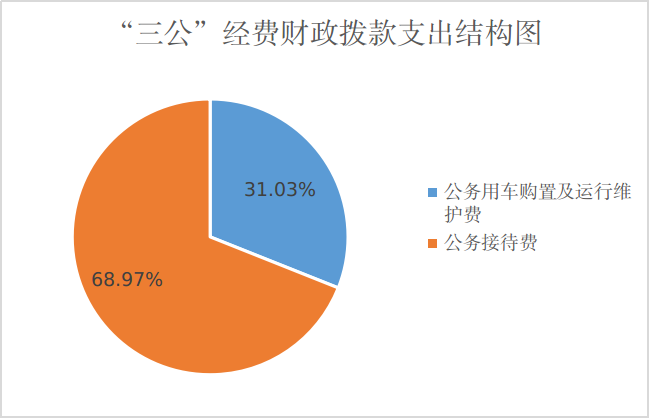 “三公”经费财政拨款支出结构图
31.03%
68.97%
公务用车购置及运行维
护费
公务接待费